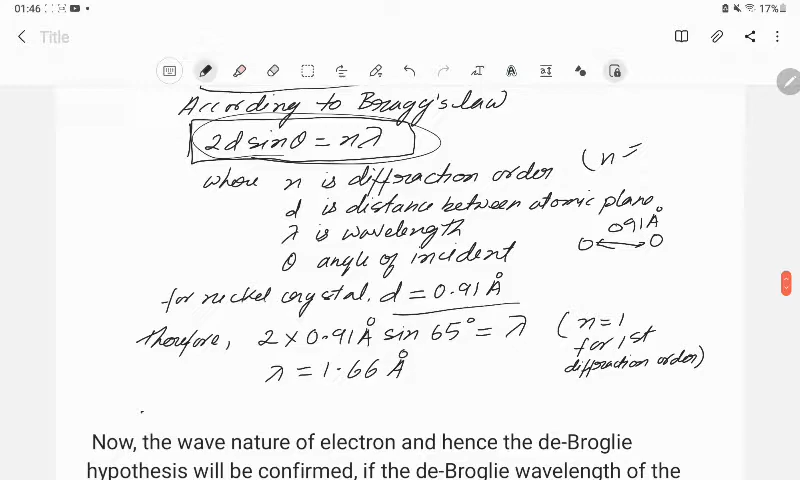 01:46
17%
Title
According to Bragg's law
2d sinθ = nλ
where n is diffraction order (n =
d is distance between atomic plane.
λ is wavelength
091Å
θ angle of incident
for neckel crystal, d = 0.91 Å
therefore, 2 × 0.91Å sin 65° = λ (n=1
for 1st
diffraction order)
λ = 1.66 Å
Now, the wave nature of electron and hence the de-Broglie
hypothesis will be confirmed, if the de-Broglie wavelength of the